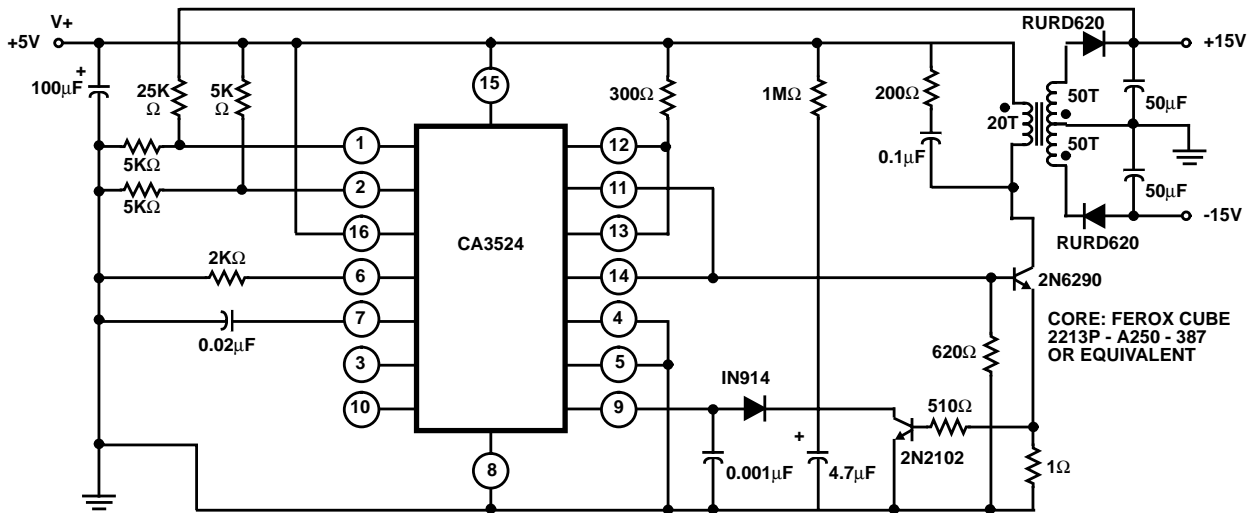 V+
+5V
+
100μF
25K
Ω
5K
Ω
5KΩ
5KΩ
2KΩ
0.02μF
1
2
16
6
7
3
10
15
CA3524
8
12
11
13
14
4
5
9
300Ω
1MΩ
200Ω
0.1μF
20T
50T
50T
RURD620
+15V
50μF
50μF
-15V
RURD620
2N6290
CORE: FEROX CUBE
2213P - A250 - 387
OR EQUIVALENT
620Ω
IN914
510Ω
2N2102
0.001μF
+
4.7μF
1Ω